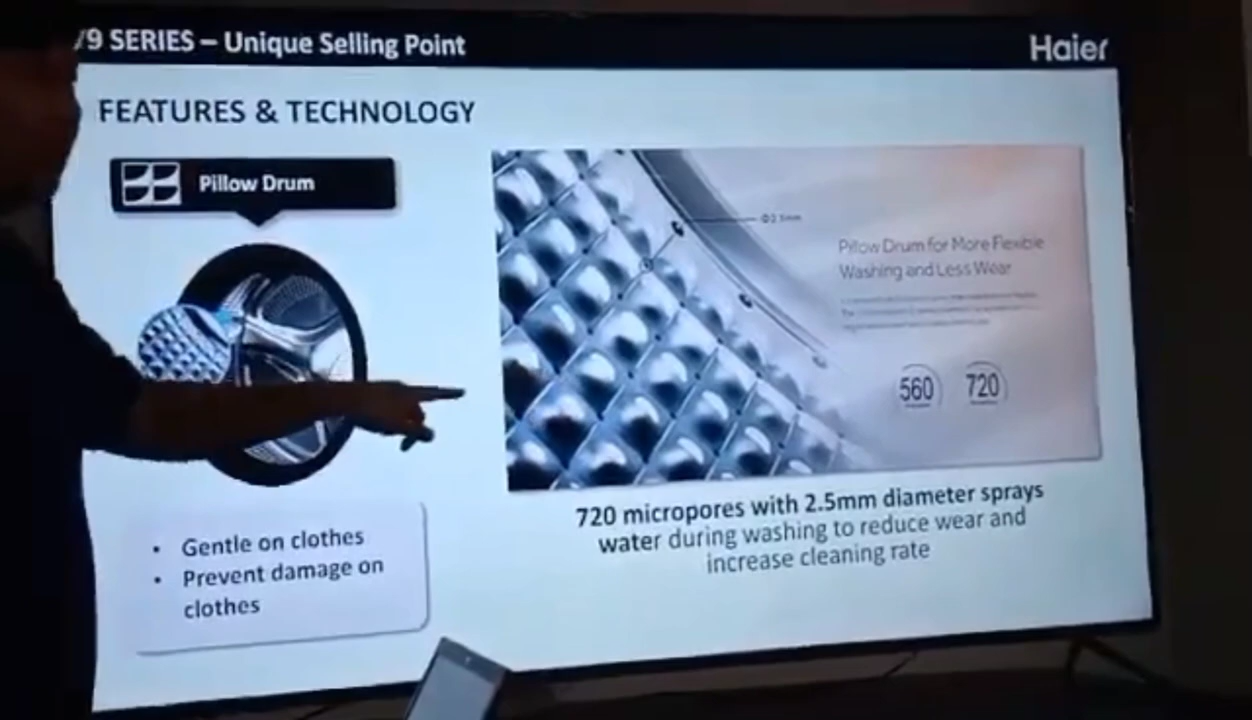 /9 SERIES – Unique Selling Point
Haier
FEATURES & TECHNOLOGY
Pillow Drum
Pillow Drum for More Flexible
Washing and Less Wear
560
720
720 micropores with 2.5mm diameter sprays
water during washing to reduce wear and
increase cleaning rate
• Gentle on clothes
• Prevent damage on
clothes